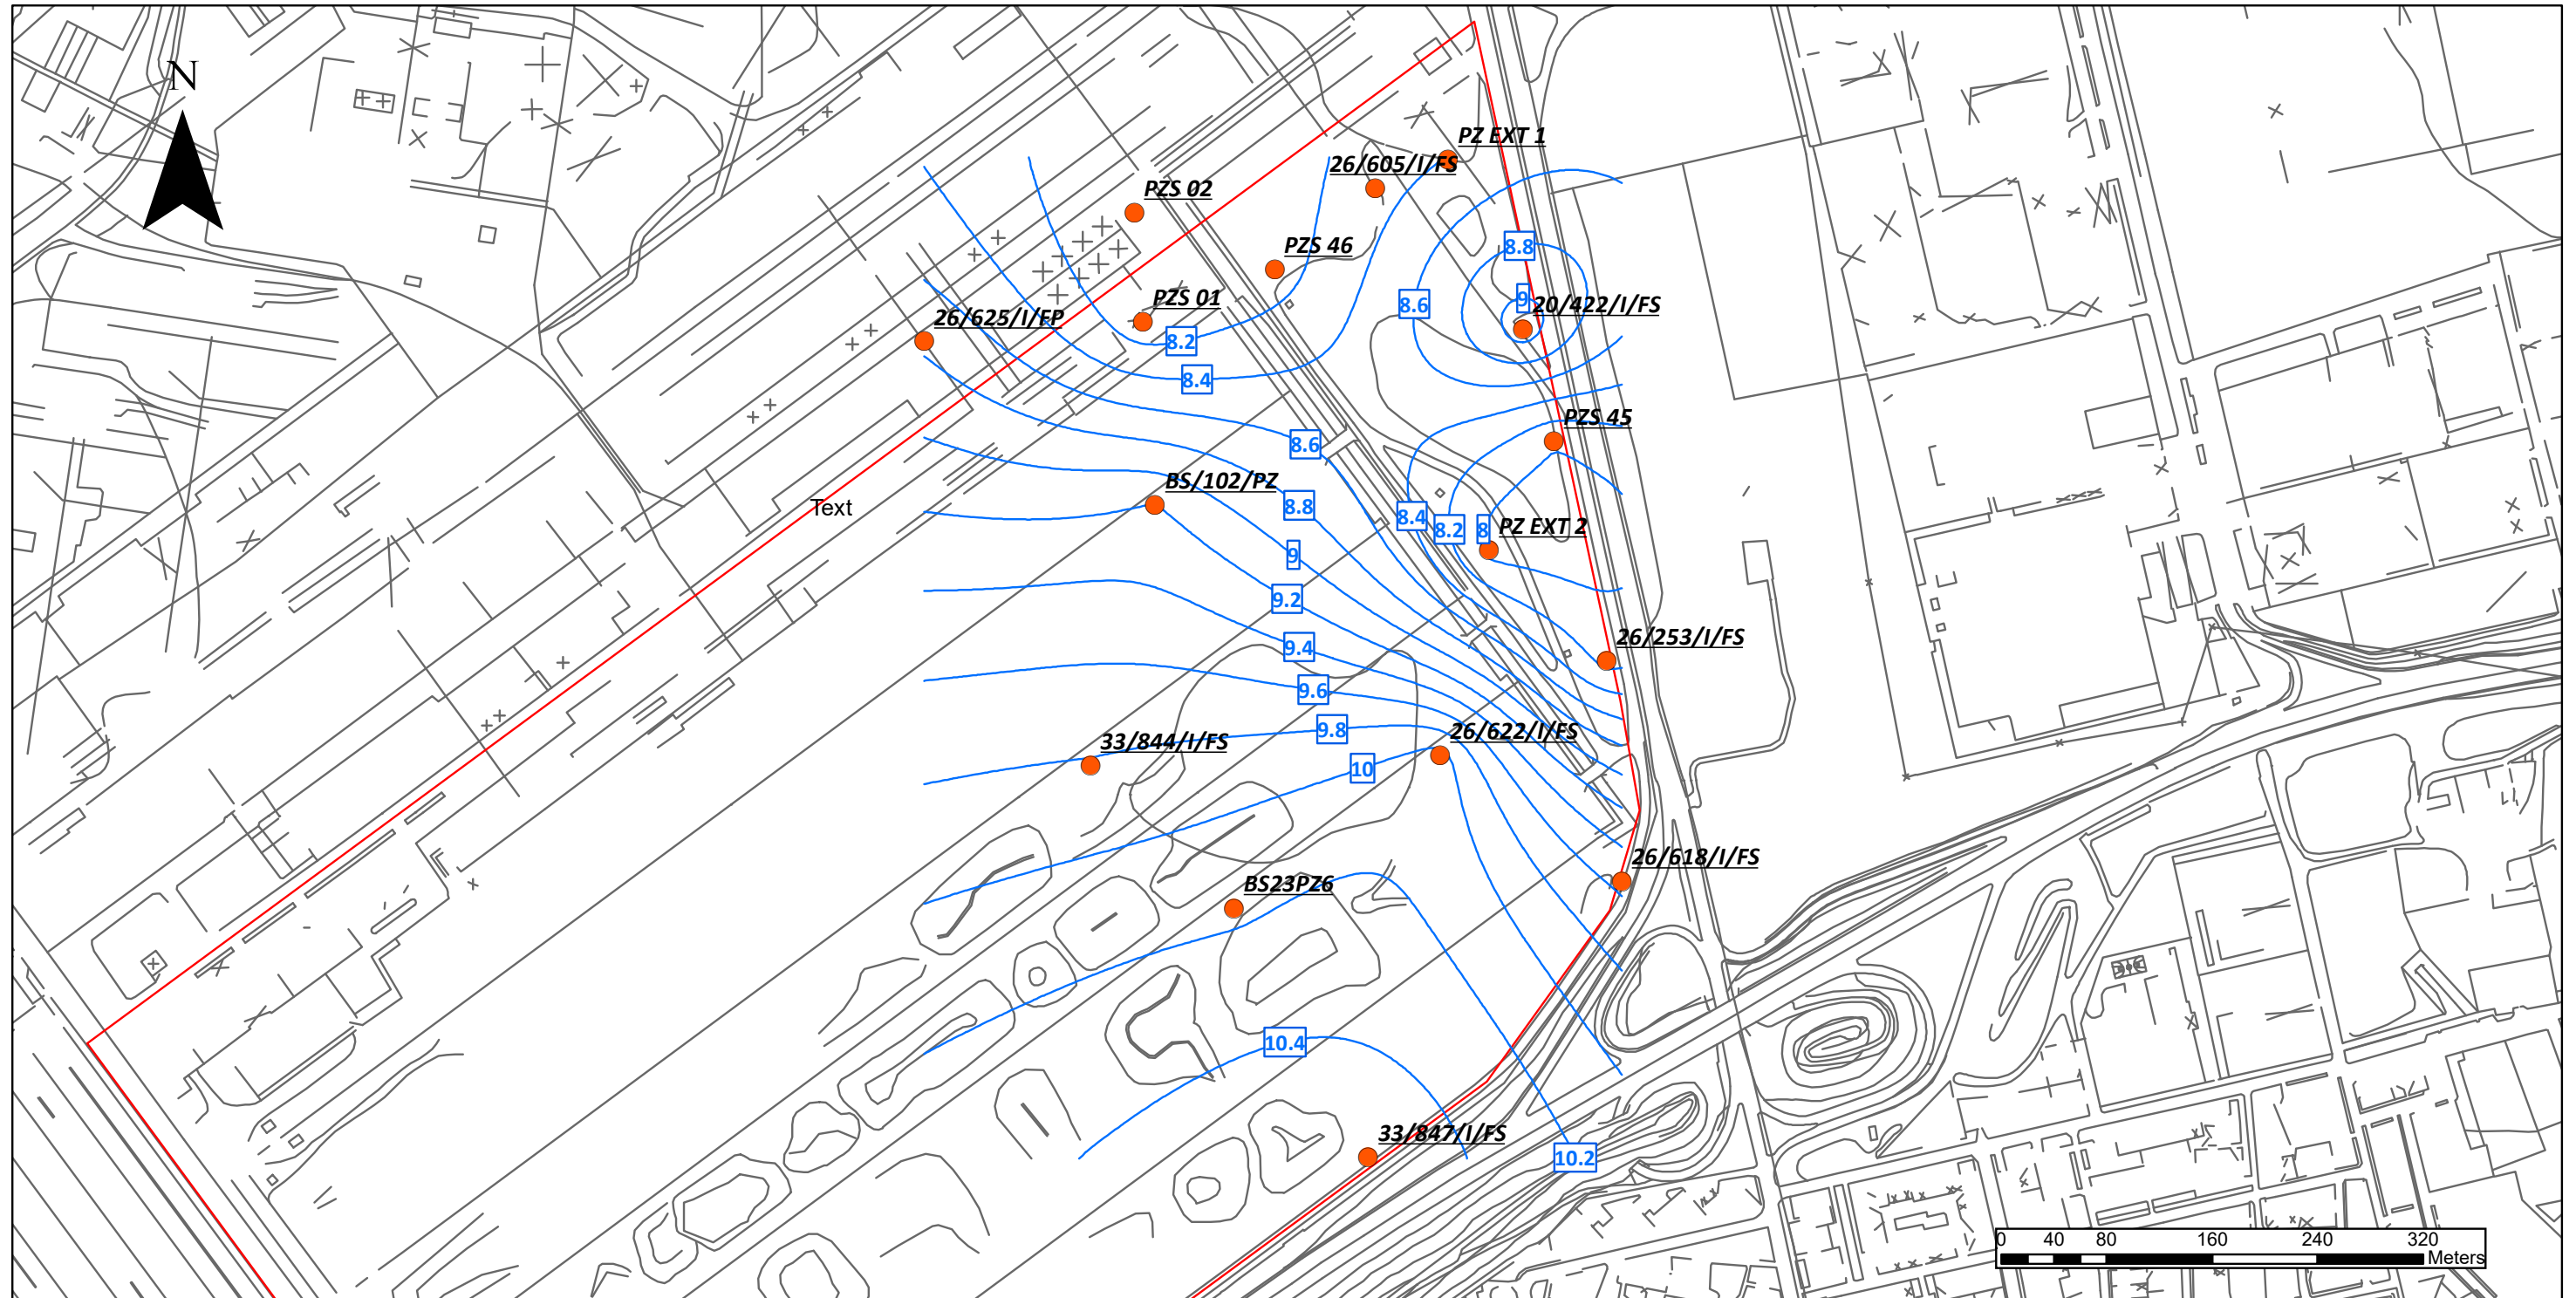 N
PZ EXT 1
26/605/I/FS
PZS 02
PZS 46
8.8
PZS 01
9
20/422/I/FS
8.6
26/625/I/FP
8.2
8.4
PZS 45
8.6
BS/102/PZ
8.8
Text
8.4
8.2
8
PZ EXT 2
9
9.2
26/253/I/FS
9.4
9.6
9.8
26/622/I/FS
33/844/I/FS
10
26/618/I/FS
BS23PZ6
10.4
33/847/I/FS
10.2
0 40 80 160 240 320
Meters